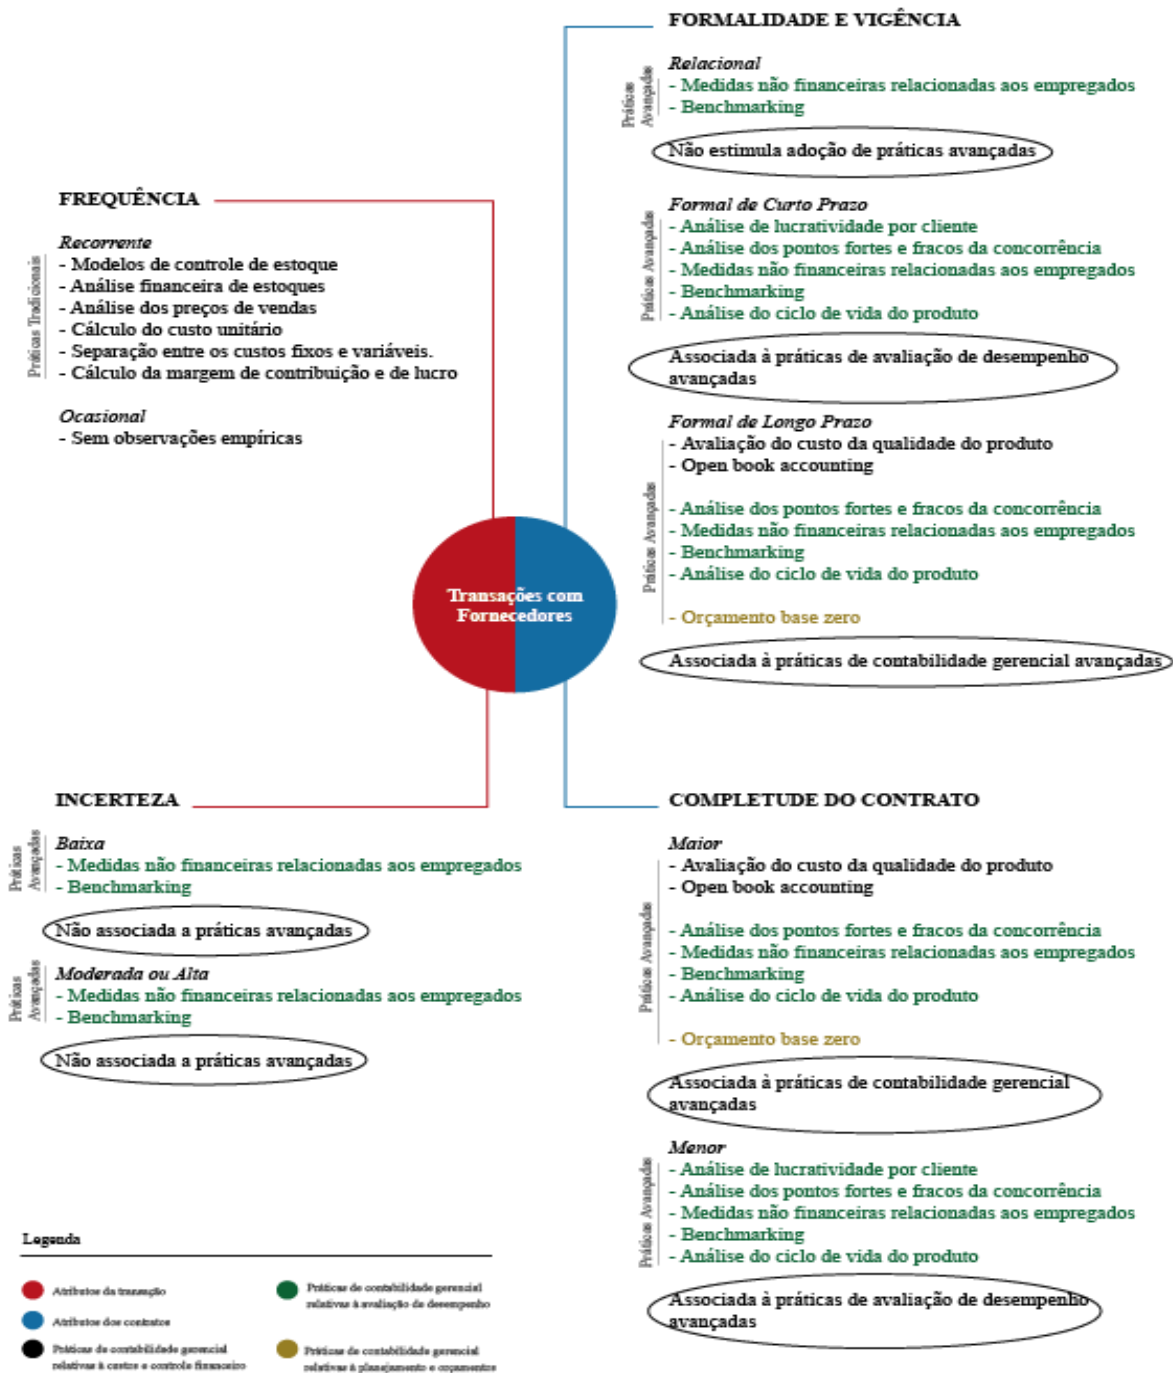 FORMALIDADE E VIGÊNCIA
Práticas
Avançadas
Relacional
- Medidas não financeiras relacionadas aos empregados
- Benchmarking
Não estimula adoção de práticas avançadas
Práticas Avançadas
Formal de Curto Prazo
- Análise de lucratividade por cliente
- Análise dos pontos fortes e fracos da concorrência
- Medidas não financeiras relacionadas aos empregados
- Benchmarking
- Análise do ciclo de vida do produto
Associada à práticas de avaliação de desempenho
avançadas
Práticas Avançadas
Formal de Longo Prazo
- Avaliação do custo da qualidade do produto
- Open book accounting
- Análise dos pontos fortes e fracos da concorrência
- Medidas não financeiras relacionadas aos empregados
- Benchmarking
- Análise do ciclo de vida do produto
- Orçamento base zero
Associada à práticas de contabilidade gerencial avançadas
FREQUÊNCIA
Práticas Tradicionais
Recorrente
- Modelos de controle de estoque
- Análise financeira de estoques
- Análise dos preços de vendas
- Cálculo do custo unitário
- Separação entre os custos fixos e variáveis.
- Cálculo da margem de contribuição e de lucro
Ocasional
- Sem observações empíricas
Transações com
Fornecedores
INCERTEZA
Práticas
Avançadas
Baixa
- Medidas não financeiras relacionadas aos empregados
- Benchmarking
Não associada a práticas avançadas
Práticas
Avançadas
Moderada ou Alta
- Medidas não financeiras relacionadas aos empregados
- Benchmarking
Não associada a práticas avançadas
COMPLETUDE DO CONTRATO
Práticas Avançadas
Maior
- Avaliação do custo da qualidade do produto
- Open book accounting
- Análise dos pontos fortes e fracos da concorrência
- Medidas não financeiras relacionadas aos empregados
- Benchmarking
- Análise do ciclo de vida do produto
- Orçamento base zero
Associada à práticas de contabilidade gerencial
avançadas
Práticas Avançadas
Menor
- Análise de lucratividade por cliente
- Análise dos pontos fortes e fracos da concorrência
- Medidas não financeiras relacionadas aos empregados
- Benchmarking
- Análise do ciclo de vida do produto
Associada à práticas de avaliação de desempenho
avançadas
Legenda
Atributos da transação
Atributos dos contratos
Práticas de contabilidade gerencial
relativas à custos e controle financeiro
Práticas de contabilidade gerencial
relativas à avaliação de desempenho
Práticas de contabilidade gerencial
relativas à planejamento e orçamentos